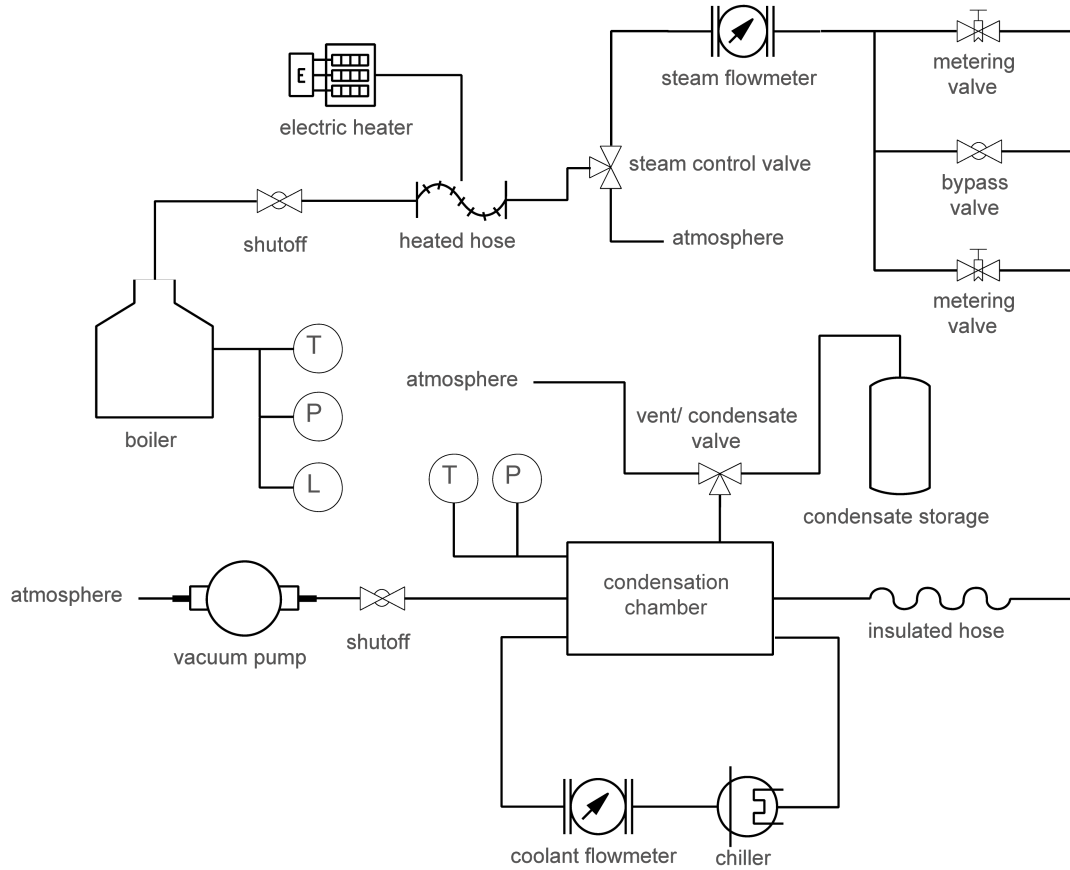 steam flowmeter
metering
valve
E
electric heater
steam control valve
bypass
valve
shutoff
heated hose
atmosphere
metering
valve
T
P
L
boiler
atmosphere
vent/ condensate
valve
T
P
condensate storage
condensation
chamber
atmosphere
vacuum pump
shutoff
insulated hose
coolant flowmeter
chiller